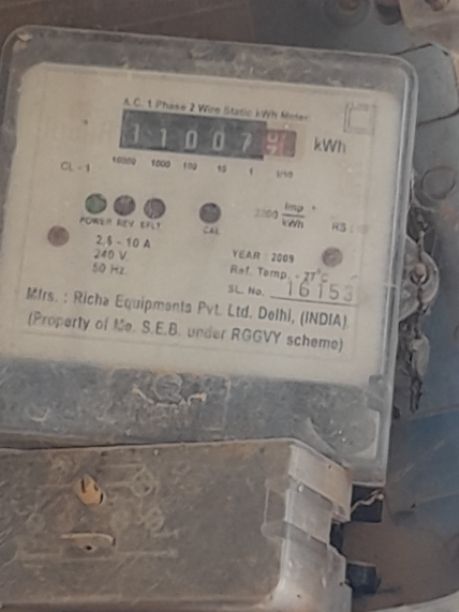 A.C. 1 Phase 2 Wire Static kWh Meter
11007 kWh
10000 1000 100 10 1 1/10
CL - 1
POWER REV EFLT CAL Imp / kWh
2.5 - 10 A
240 V
50 Hz.
YEAR : 2009
Ref. Temp. - 27°C
SL. No. 16153
Mfrs. : Richa Equipments Pvt. Ltd. Delhi, (INDIA)
(Property of Me. S.E.B. under RGGVY scheme)